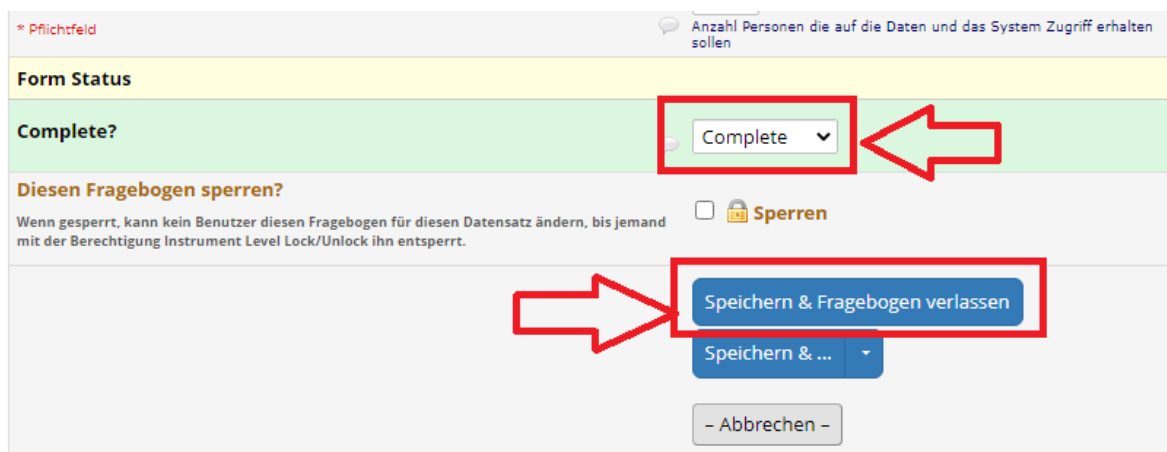 * Pflichtfeld
Anzahl Personen die auf die Daten und das System Zugriff erhalten
sollen
Form Status
Complete?
Complete
Diesen Fragebogen sperren?
Wenn gesperrt, kann kein Benutzer diesen Fragebogen für diesen Datensatz ändern, bis jemand
mit der Berechtigung Instrument Level Lock/Unlock ihn entsperrt.
Sperren
Speichern & Fragebogen verlassen
Speichern & ...
– Abbrechen –